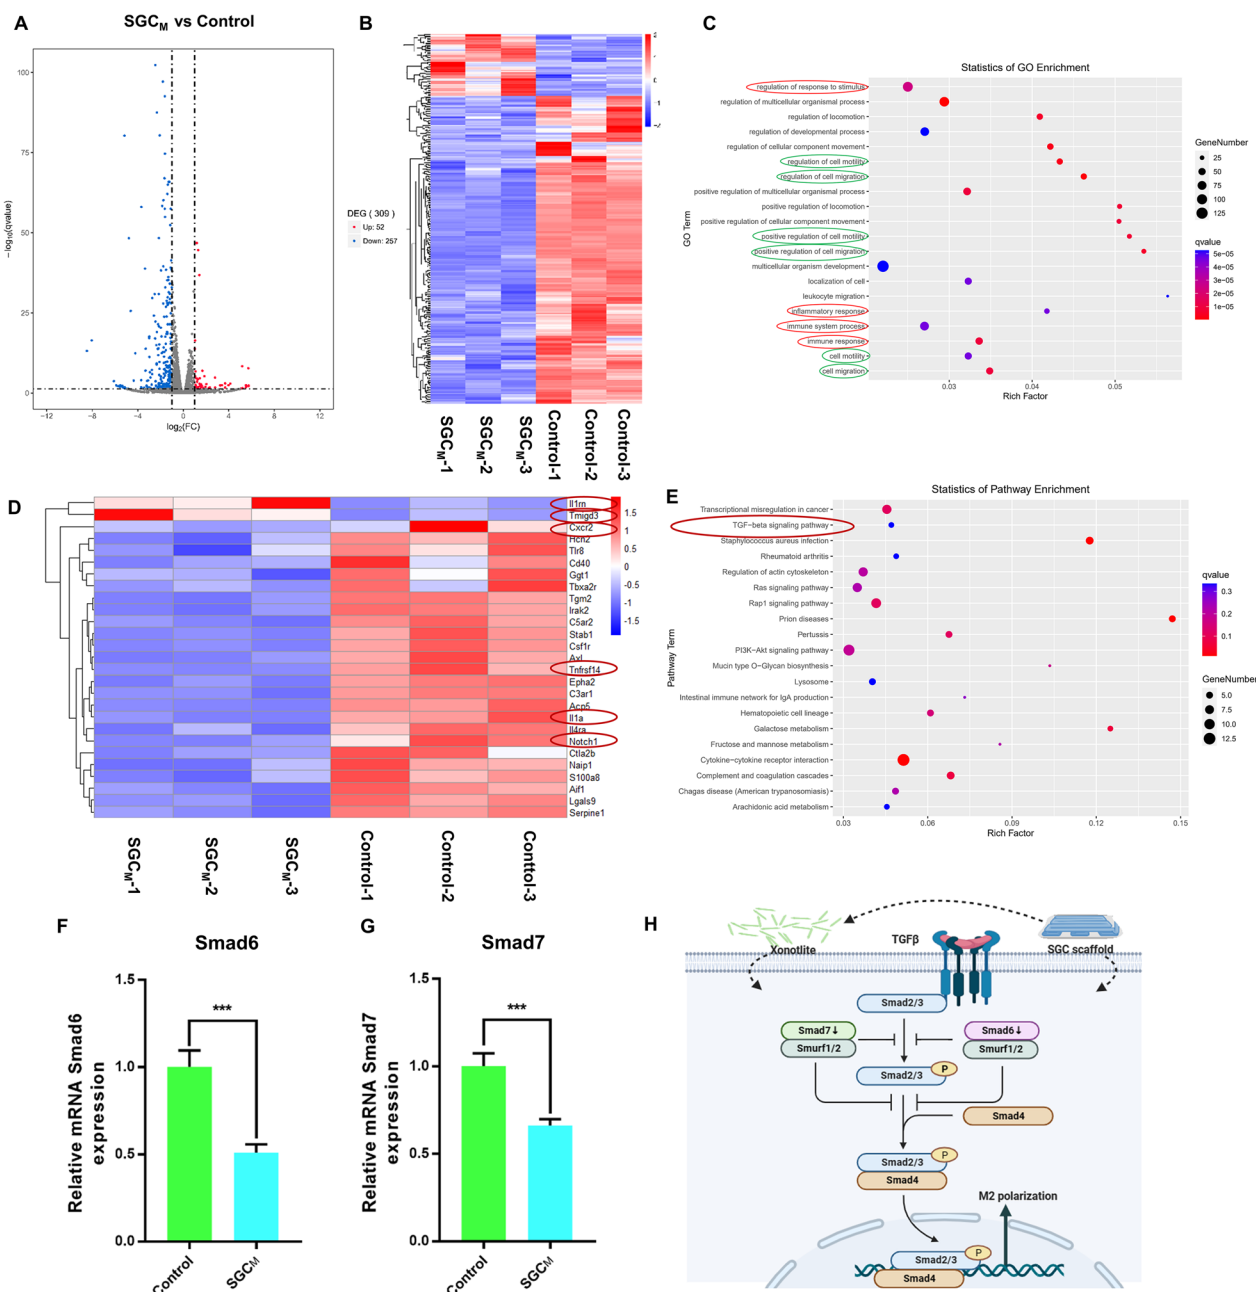 A
SGCM vs Control
−log10(qvalue)
100
75
50
25
0
−12
−8
−4
0
4
8
12
log2(FC)
DEG ( 309 )
Up: 52
Down: 257
B
SGCM-1
SGCM-2
SGCM-3
Control-1
Control-2
Control-3
C
Statistics of GO Enrichment
GO Term
regulation of response to stimulus
regulation of multicellular organismal process
regulation of locomotion
regulation of developmental process
regulation of cellular component movement
regulation of cell motility
regulation of cell migration
positive regulation of multicellular organismal process
positive regulation of locomotion
positive regulation of cellular component movement
positive regulation of cell motility
positive regulation of cell migration
multicellular organism development
localization of cell
leukocyte migration
inflammatory response
immune system process
immune response
cell motility
cell migration
0.03
0.04
0.05
Rich Factor
GeneNumber
25
50
75
100
125
qvalue
5e−05
4e−05
3e−05
2e−05
1e−05
D
Il1rn
Tmigd3
Cxcr2
Hcn2
Tlr8
Cd40
Ggt1
Tbxa2r
Tgm2
Irak2
C5ar2
Stab1
Csf1r
Axl
Tnfrsf14
Epha2
C3ar1
Acp5
Il1a
Il4ra
Notch1
Ctla2b
Naip1
S100a8
Aif1
Lgals9
Serpine1
1.5
1
0.5
0
-0.5
-1
-1.5
SGCM-1
SGCM-2
SGCM-3
Control-1
Control-2
Conttol-3
E
Statistics of Pathway Enrichment
Pathway Term
Transcriptional misregulation in cancer
TGF−beta signaling pathway
Staphylococcus aureus infection
Rheumatoid arthritis
Regulation of actin cytoskeleton
Ras signaling pathway
Rap1 signaling pathway
Prion diseases
Pertussis
PI3K−Akt signaling pathway
Mucin type O−Glycan biosynthesis
Lysosome
Intestinal immune network for IgA production
Hematopoietic cell lineage
Galactose metabolism
Fructose and mannose metabolism
Cytokine−cytokine receptor interaction
Complement and coagulation cascades
Chagas disease (American trypanosomiasis)
Arachidonic acid metabolism
0.03
0.06
0.09
0.12
0.15
Rich Factor
qvalue
0.3
0.2
0.1
GeneNumber
5.0
7.5
10.0
12.5
F
Smad6
Relative mRNA Smad6
expression
1.5
1.0
0.5
0.0
***
Control
SGCM
G
Smad7
Relative mRNA Smad7
expression
1.5
1.0
0.5
0.0
***
Control
SGCM
H
Xonotlite
TGFβ
SGC scaffold
Smad2/3
Smad7↓
Smurf1/2
Smad6↓
Smurf1/2
Smad2/3
P
Smad4
Smad2/3
P
Smad4
M2 polarization
Smad2/3
P
Smad4